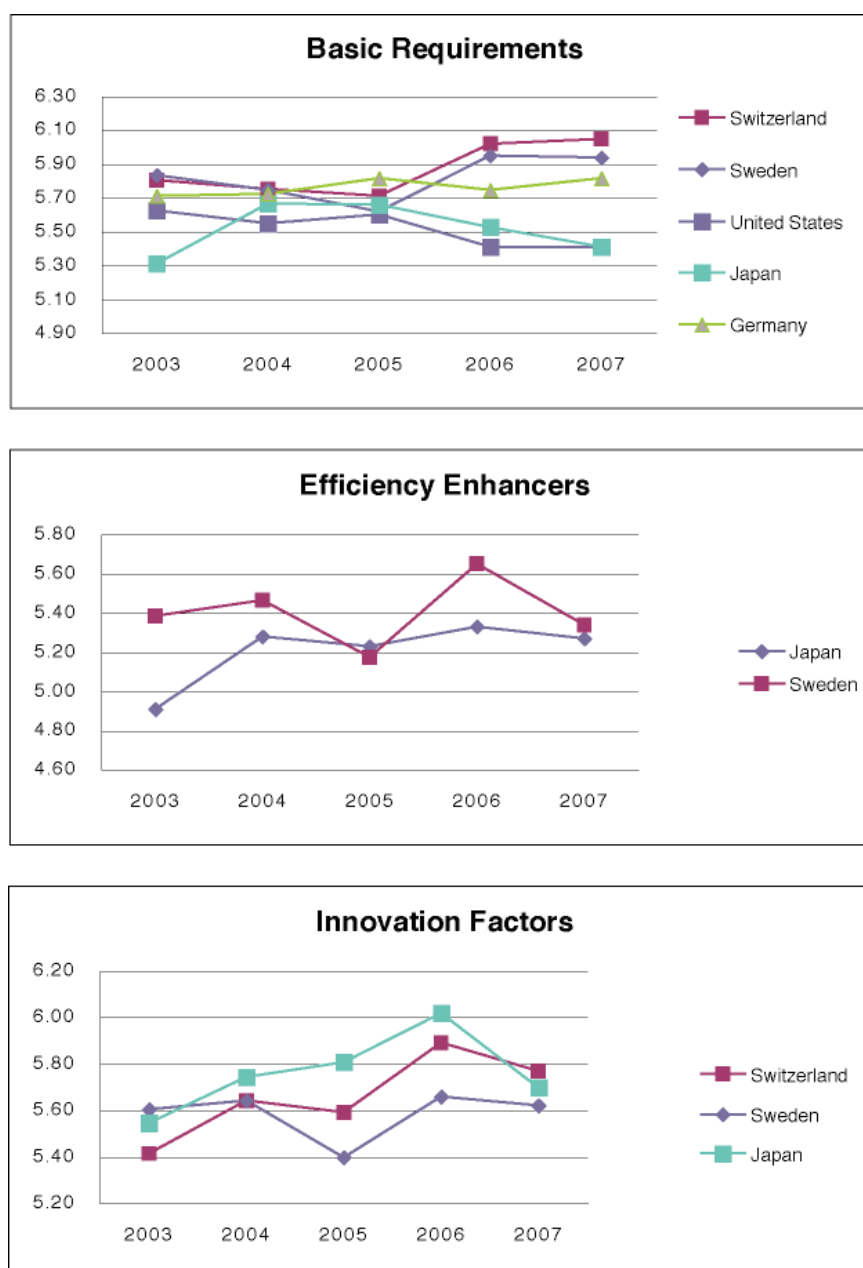 Basic Requirements
6.30
6.10
5.90
5.70
5.50
5.30
4.90
2003 2004 2005 2006 2007
Switzerland
Sweden
United States
Japan
Germany
Efficiency Enhancers
5.80
5.60
5.40
5.20
5.00
4.80
4.60
2003 2004 2005 2006 2007
Japan
Sweden
Innovation Factors
6.20
6.00
5.80
5.60
5.40
5.20
2003 2004 2005 2006 2007
Switzerland
Sweden
Japan